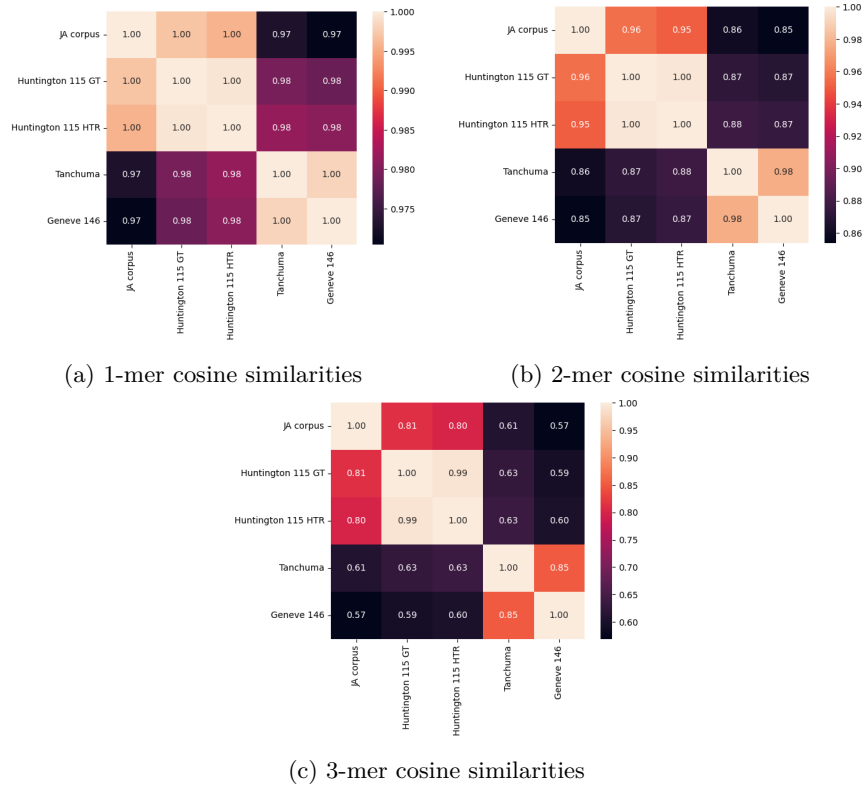 JA corpus 1.00 1.00 1.00 0.97 0.97
Huntington 115 GT 1.00 1.00 1.00 0.98 0.98
Huntington 115 HTR 1.00 1.00 1.00 0.98 0.98
Tanchuma 0.97 0.98 0.98 1.00 1.00
Geneve 146 0.97 0.98 0.98 1.00 1.00
JA corpus
Huntington 115 GT
Huntington 115 HTR
Tanchuma
Geneve 146
1.000
0.995
0.990
0.985
0.980
0.975
(a) 1-mer cosine similarities
JA corpus 1.00 0.96 0.95 0.86 0.85
Huntington 115 GT 0.96 1.00 1.00 0.87 0.87
Huntington 115 HTR 0.95 1.00 1.00 0.88 0.87
Tanchuma 0.86 0.87 0.88 1.00 0.98
Geneve 146 0.85 0.87 0.87 0.98 1.00
JA corpus
Huntington 115 GT
Huntington 115 HTR
Tanchuma
Geneve 146
1.00
0.98
0.96
0.94
0.92
0.90
0.88
0.86
(b) 2-mer cosine similarities
JA corpus 1.00 0.81 0.80 0.61 0.57
Huntington 115 GT 0.81 1.00 0.99 0.63 0.59
Huntington 115 HTR 0.80 0.99 1.00 0.63 0.60
Tanchuma 0.61 0.63 0.63 1.00 0.85
Geneve 146 0.57 0.59 0.60 0.85 1.00
JA corpus
Huntington 115 GT
Huntington 115 HTR
Tanchuma
Geneve 146
1.00
0.95
0.90
0.85
0.80
0.75
0.70
0.65
0.60
(c) 3-mer cosine similarities